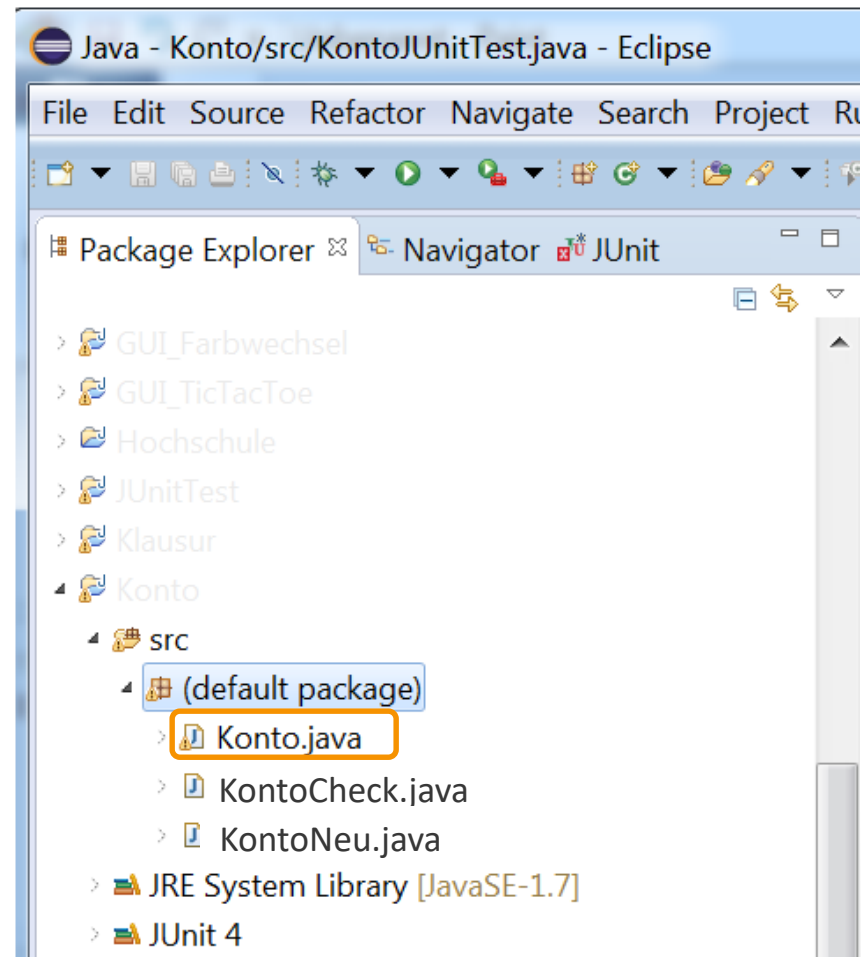 Java - Konto/src/KontoJUnitTest.java - Eclipse
File Edit Source Refactor Navigate Search Project Ru
Package Explorer Navigator JUnit
GUI_Farbwechsel
GUI_TicTacToe
Hochschule
JUnitTest
Klausur
Konto
src
(default package)
Konto.java
KontoCheck.java
KontoNeu.java
JRE System Library [JavaSE-1.7]
JUnit 4